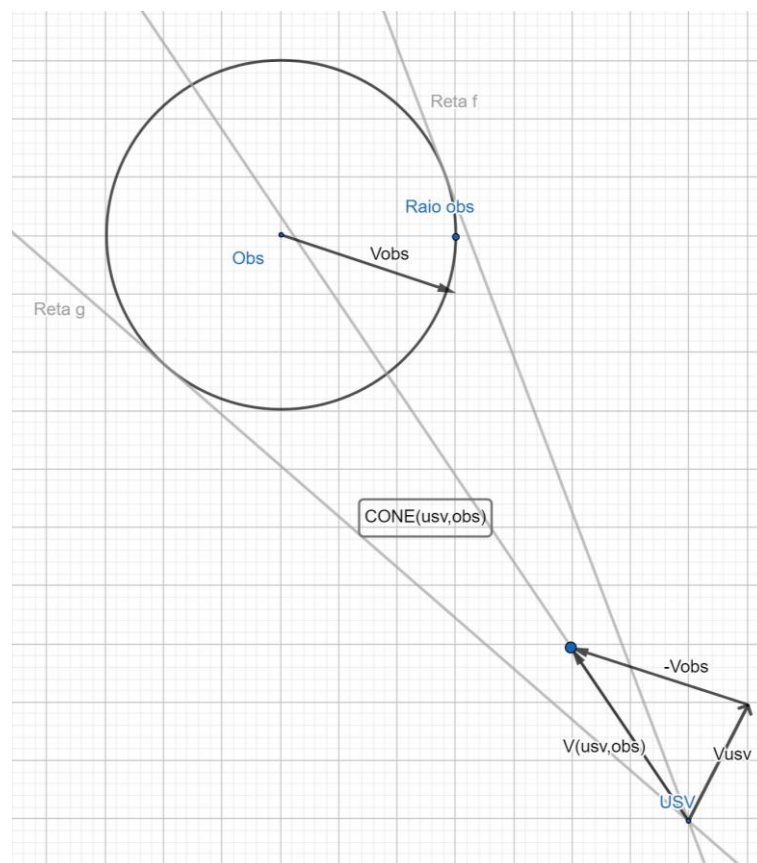 Reta f
Raio obs
Vobs
Obs
Reta g
CONE(usv,obs)
-Vobs
V(usv,obs)
Vusv
USV